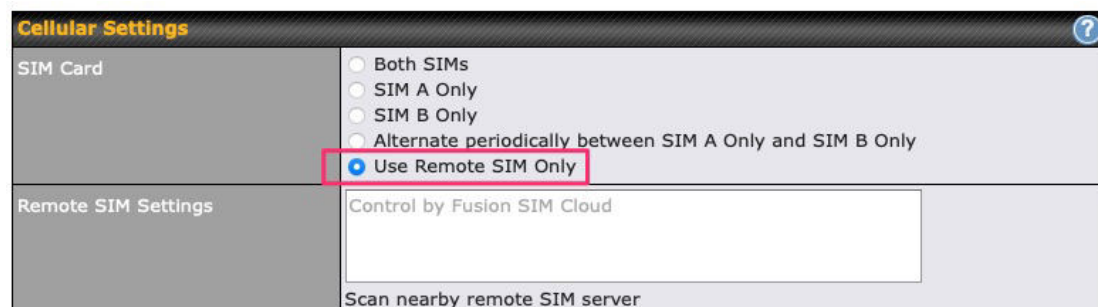 Cellular Settings
?
SIM Card
Both SIMs
SIM A Only
SIM B Only
Alternate periodically between SIM A Only and SIM B Only
Use Remote SIM Only
Remote SIM Settings
Control by Fusion SIM Cloud
Scan nearby remote SIM server